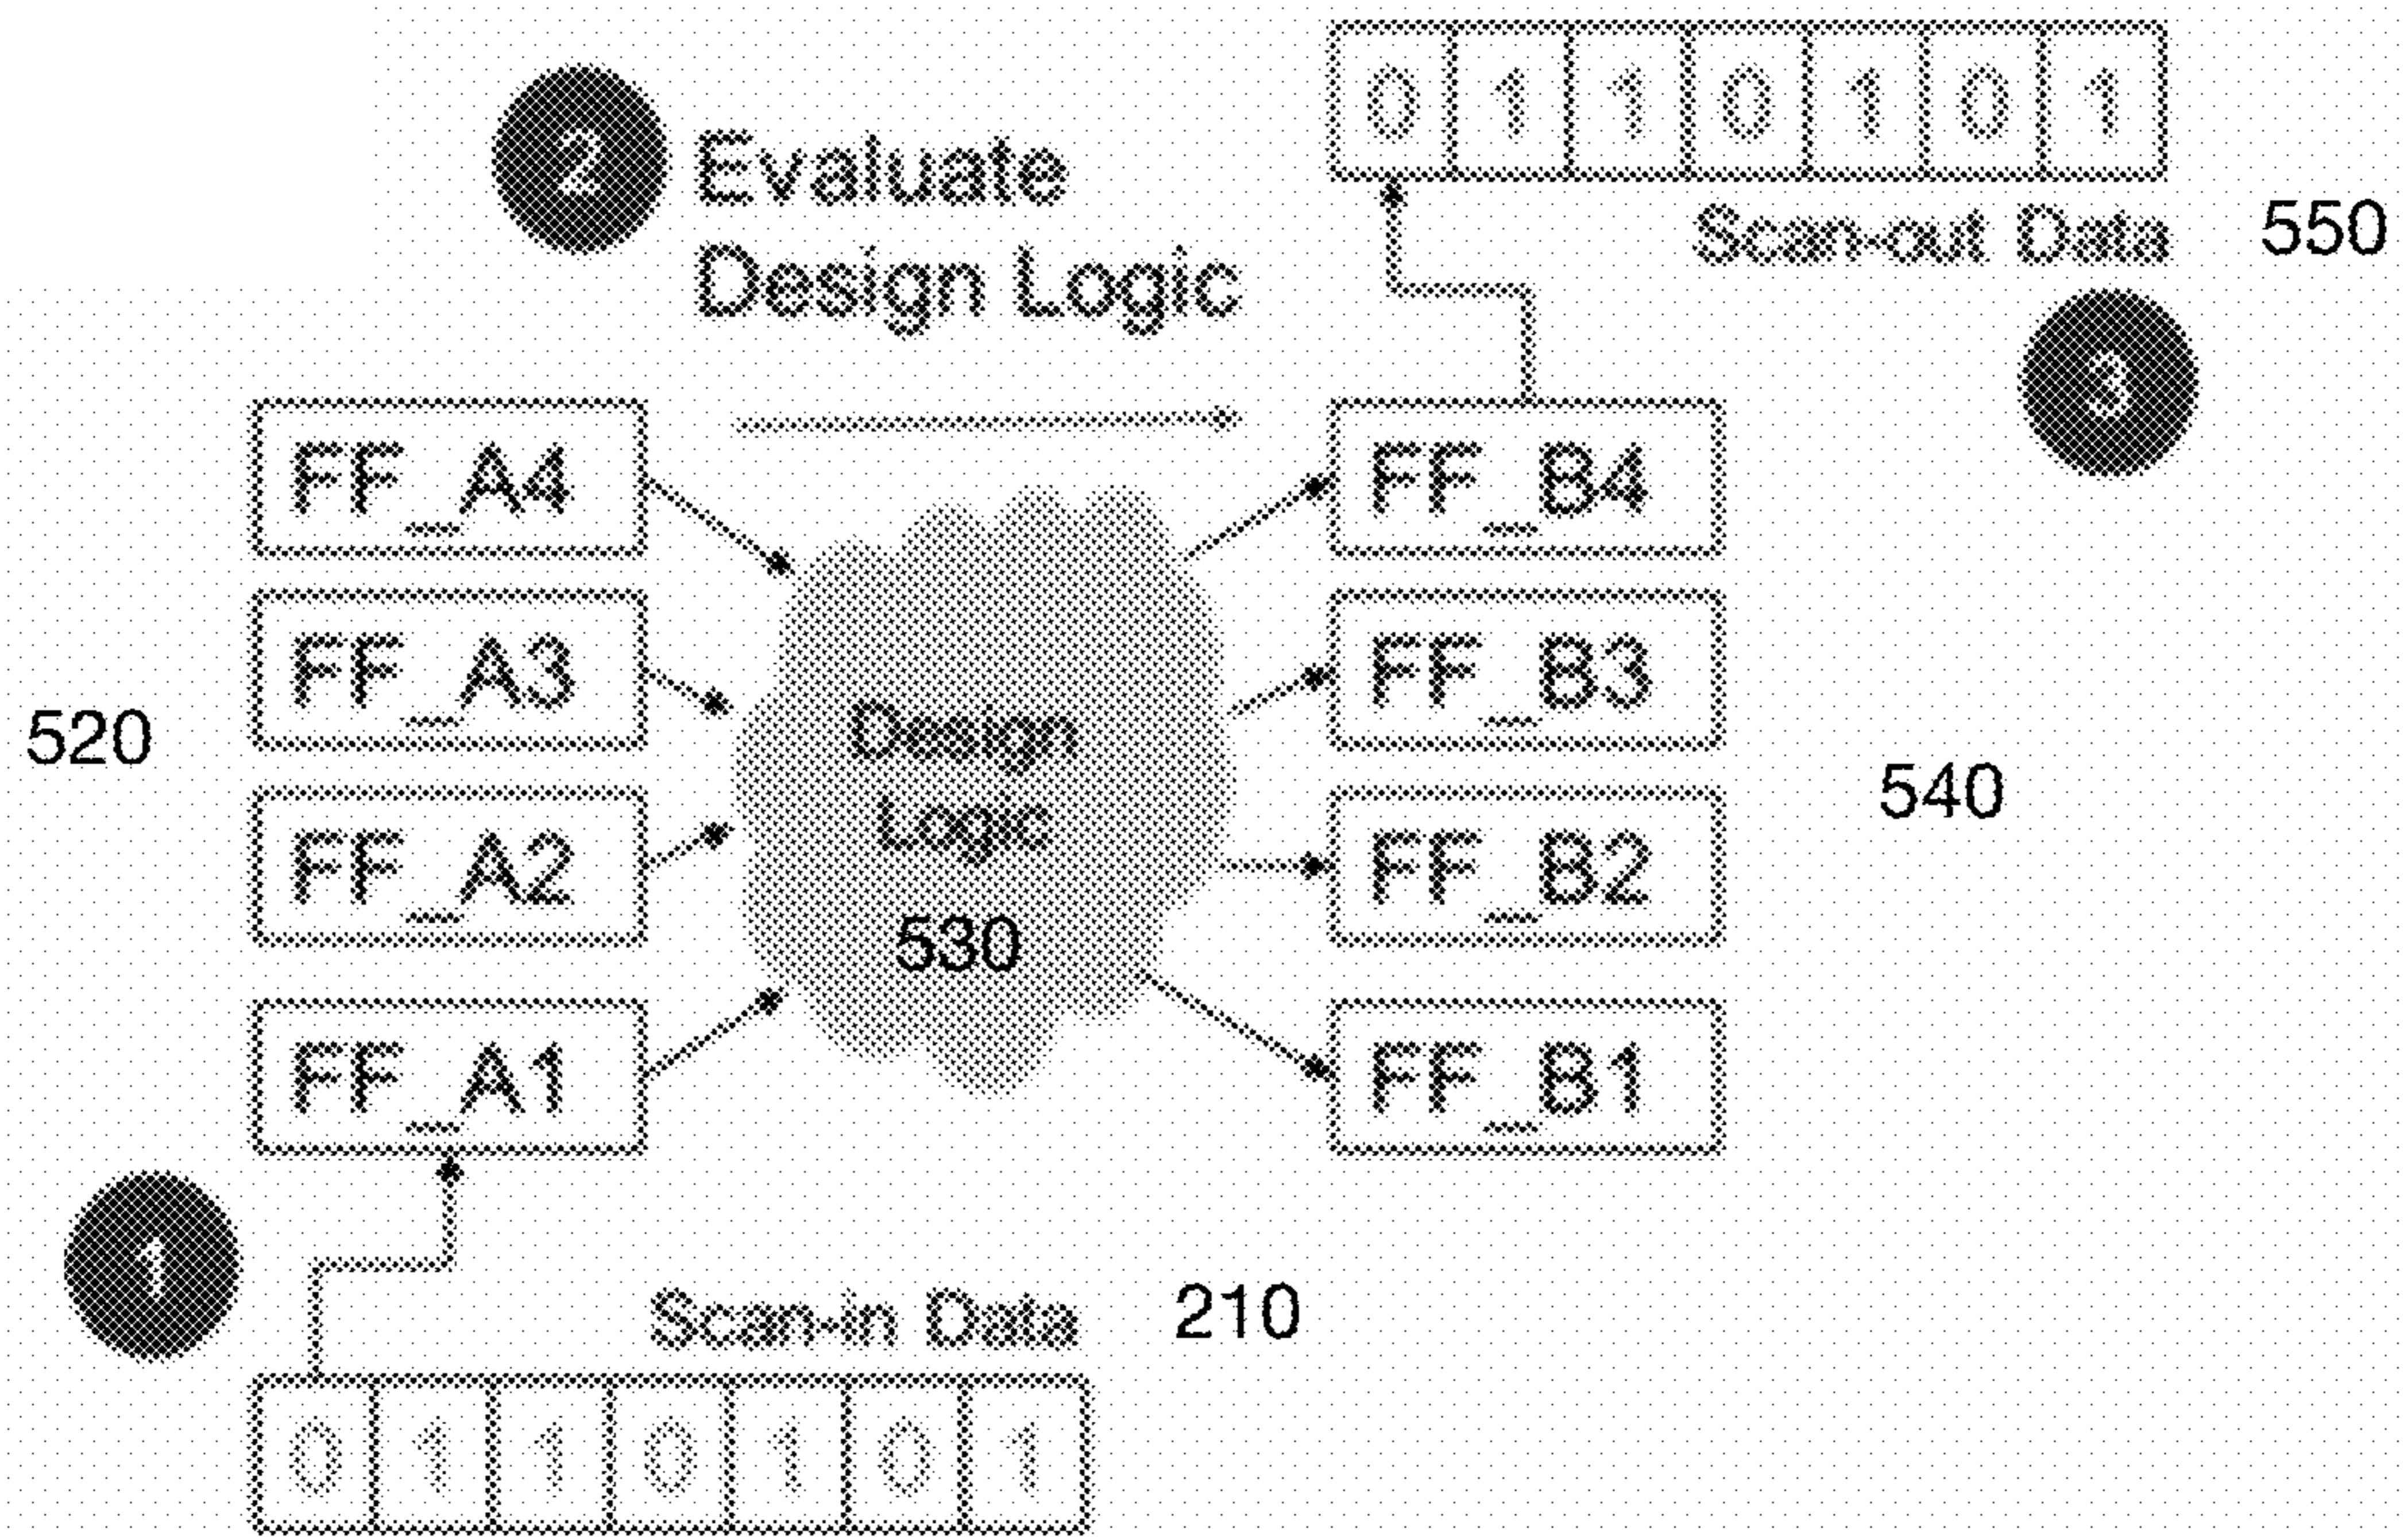 0 1 1 0 1 0 1
2 Evaluate
Design Logic
Scan-out Data 550
3
FF_A4
FF_B4
FF_A3
FF_B3
520
Design
Logic
530
540
FF_A2
FF_B2
FF_A1
FF_B1
1
Scan-in Data 210
0 1 1 0 1 0 1